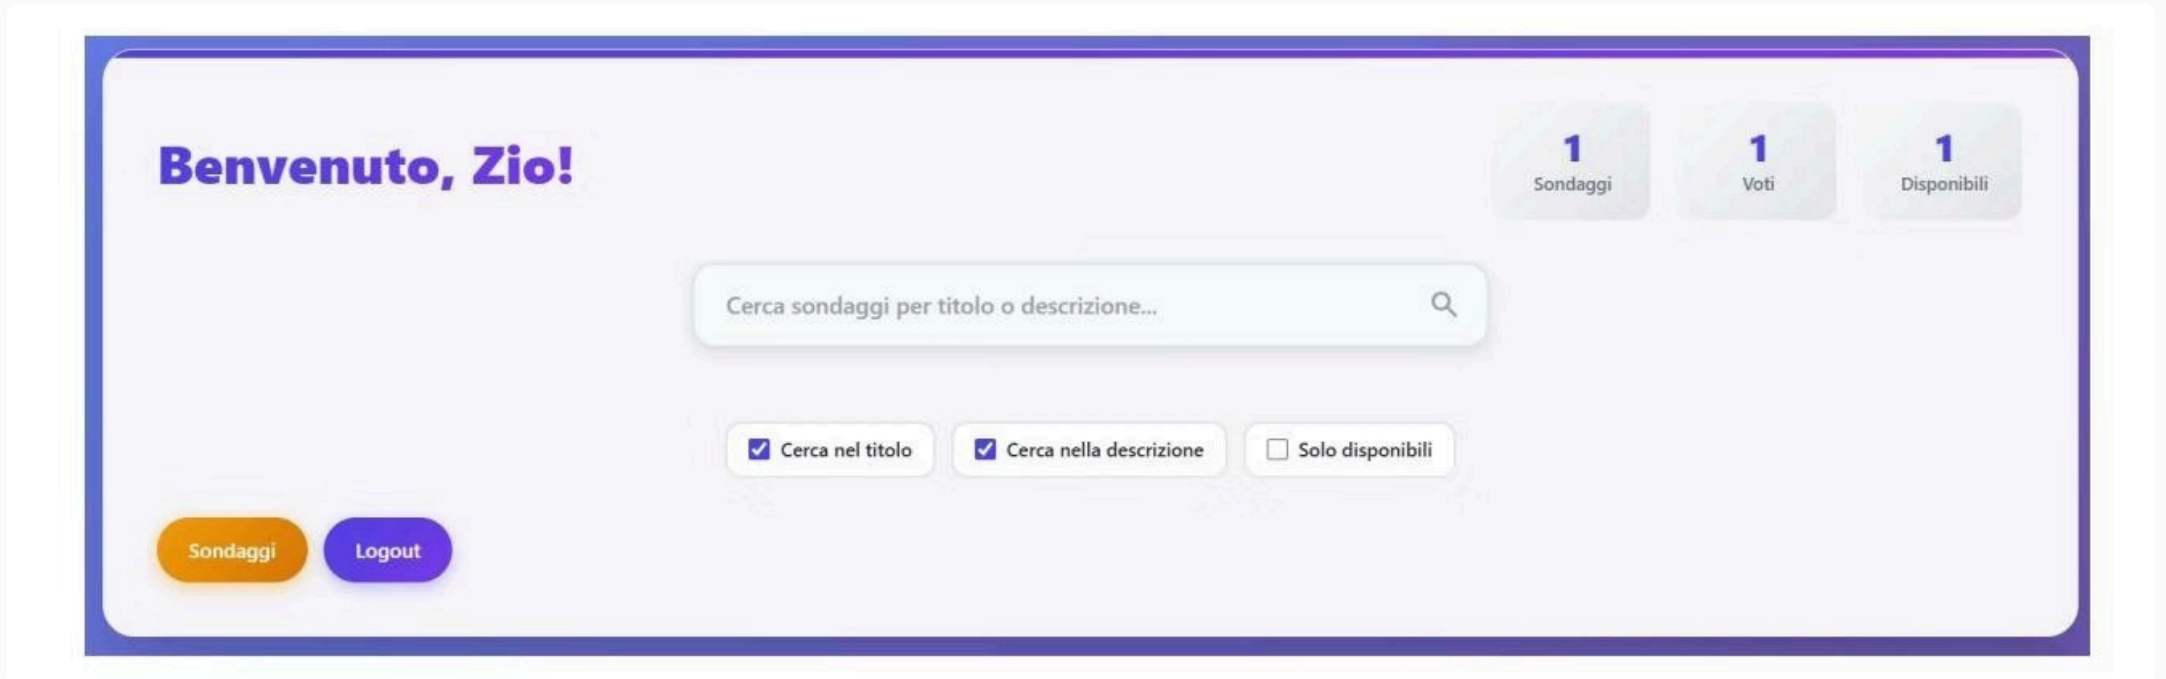 Benvenuto, Zio!
1
Sondaggi
1
Voti
1
Disponibili
Cerca sondaggi per titolo o descrizione...
Cerca nel titolo
Cerca nella descrizione
Solo disponibili
Sondaggi
Logout